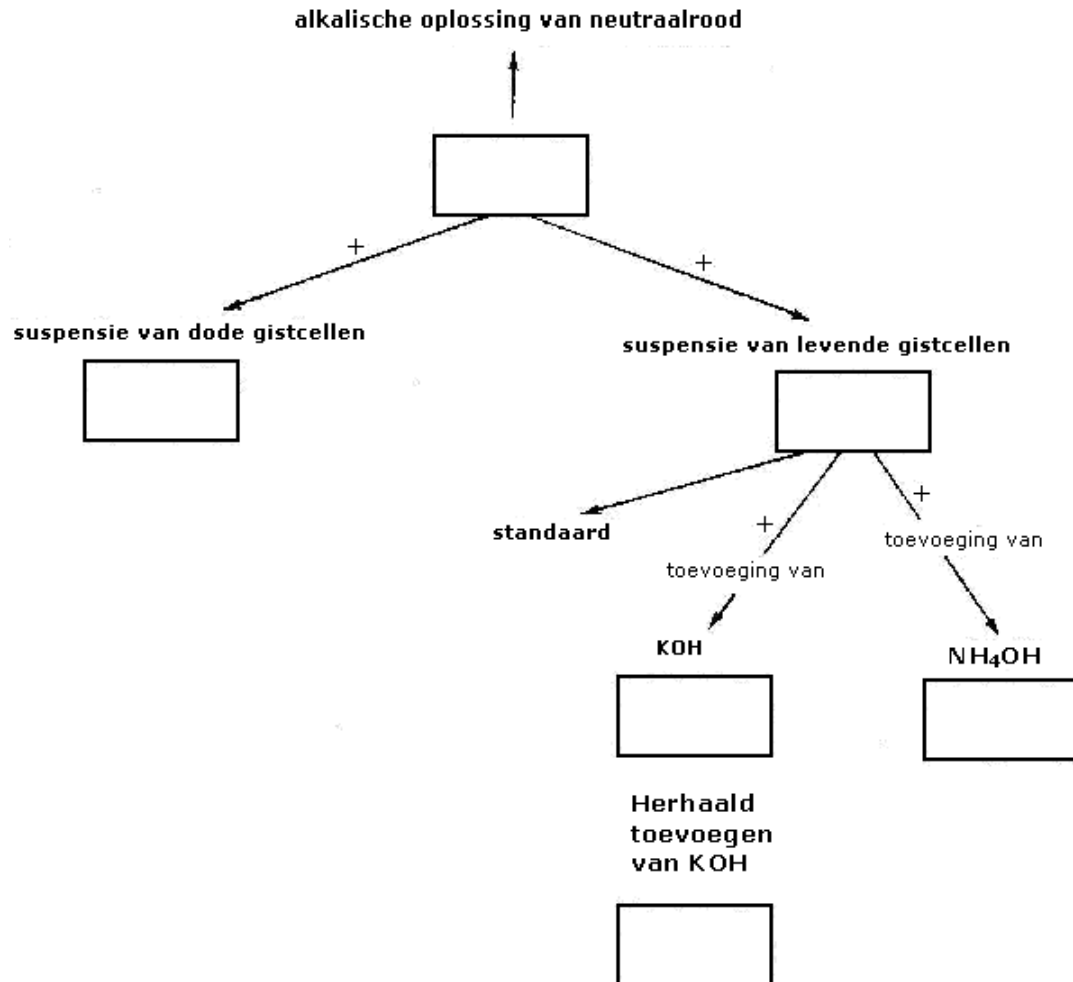 alkalische oplossing van neutraalrood
+
+
suspensie van dode gistcellen
suspensie van levende gistcellen
+
+
standaard
toevoeging van
toevoeging van
KOH
NH₄OH
Herhaald
toevoegen
van KOH